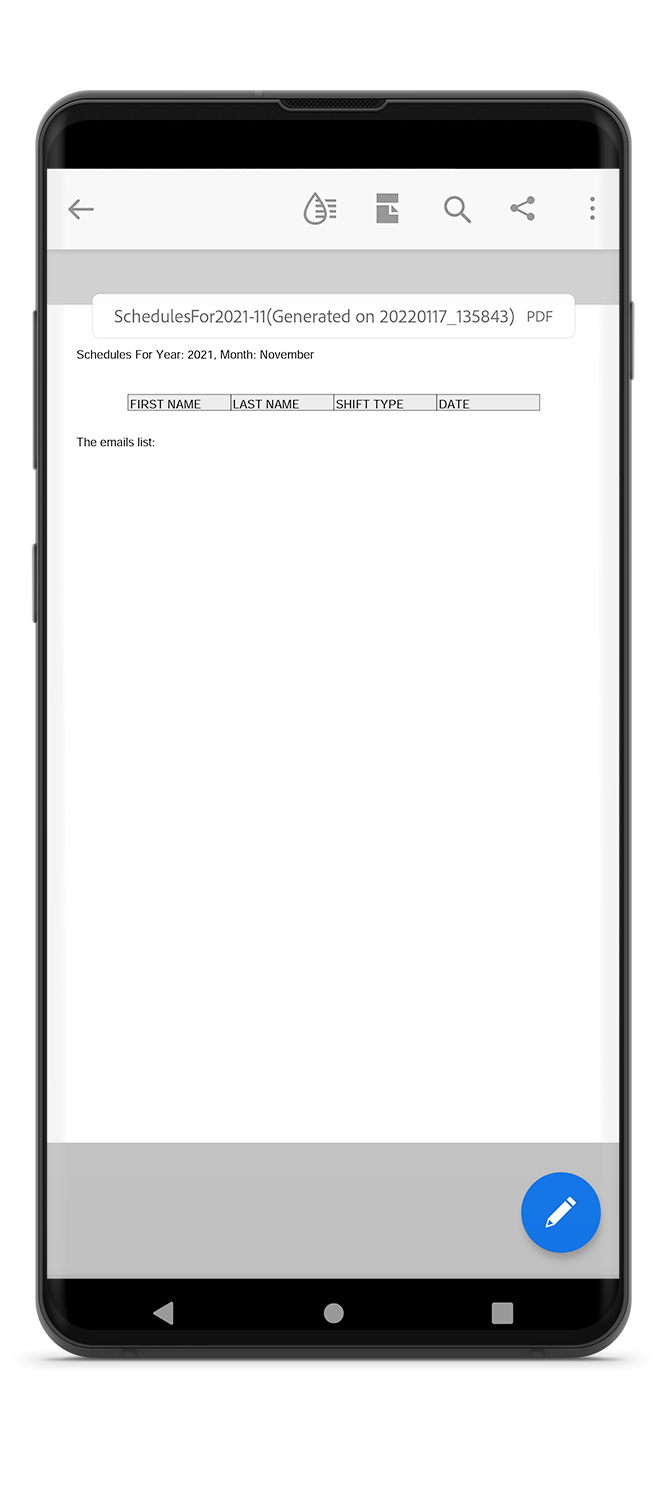 SchedulesFor2021-11(Generated on 20220117_135843) PDF
Schedules For Year: 2021, Month: November
FIRST NAME LAST NAME SHIFT TYPE DATE
The emails list: